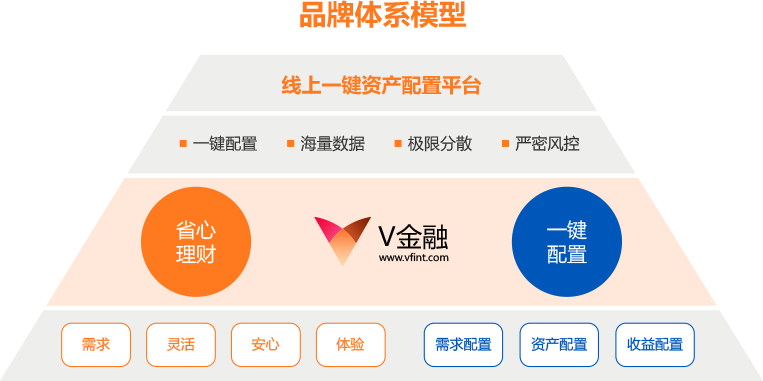 品牌体系模型
线上一键资产配置平台
一键配置 海量数据 极限分散 严密风控
省心
理财
V金融
www.vfint.com
一键
配置
需求 灵活 安心 体验 需求配置 资产配置 收益配置